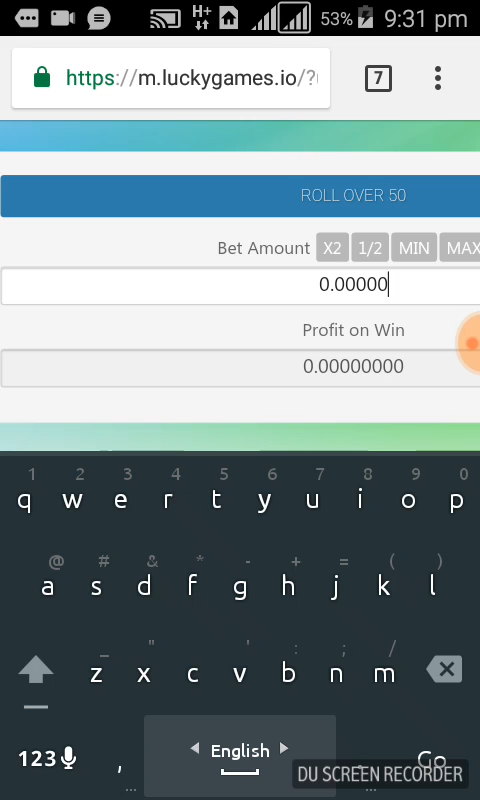 H+ 53% 9:31 pm
https://m.luckygames.io/? 7
ROLL OVER 50
Bet Amount X2 1/2 MIN MAX
0.00000
Profit on Win
0.00000000
1 2 3 4 5 6 7 8 9 0
q w e r t y u i o p
@ # & * - + = ( )
a s d f g h j k l
_ " ' : ; /
z x c v b n m
123 , English . Go
DU SCREEN RECORDER